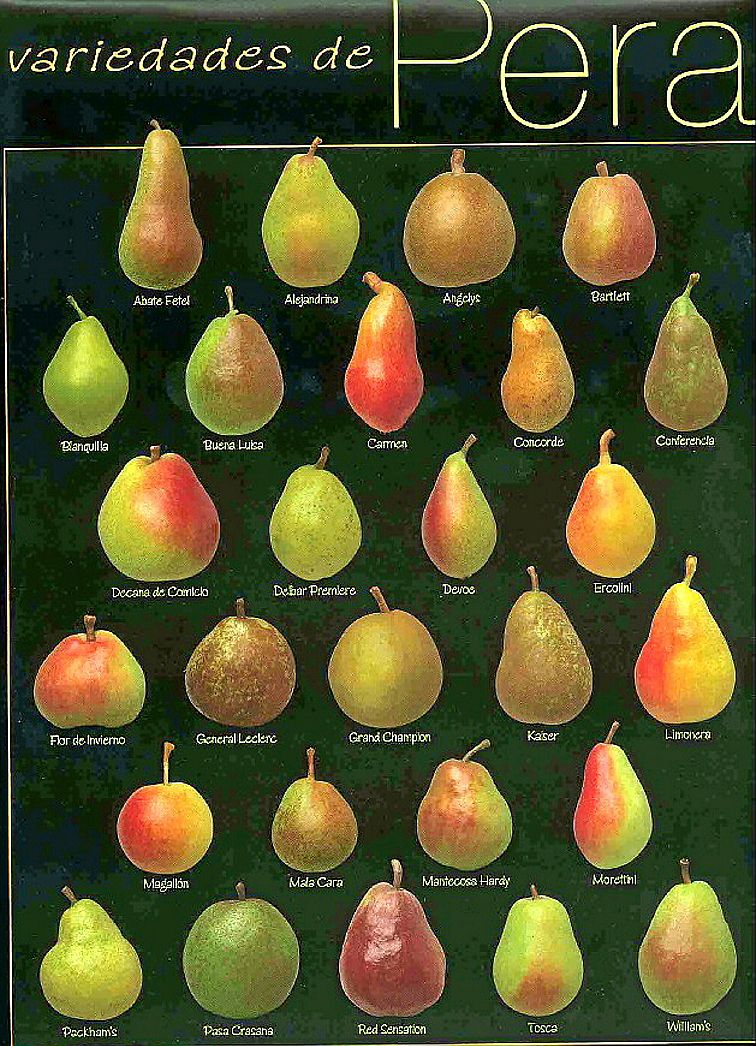 variedades de Pera
Abate Fetel Alejandrina Angelys Bartlett
Blanquilla Buena Luisa Carmen Concorde Conferencia
Decana de Comicio Delbar Premiere Devoe Ercolini
Flor de Invierno General Leclerc Grand Champion Kaiser Limonera
Magallón Mala Cara Mantecosa Hardy Morettini
Packham's Pasa Crasana Red Sensation Tosca William's